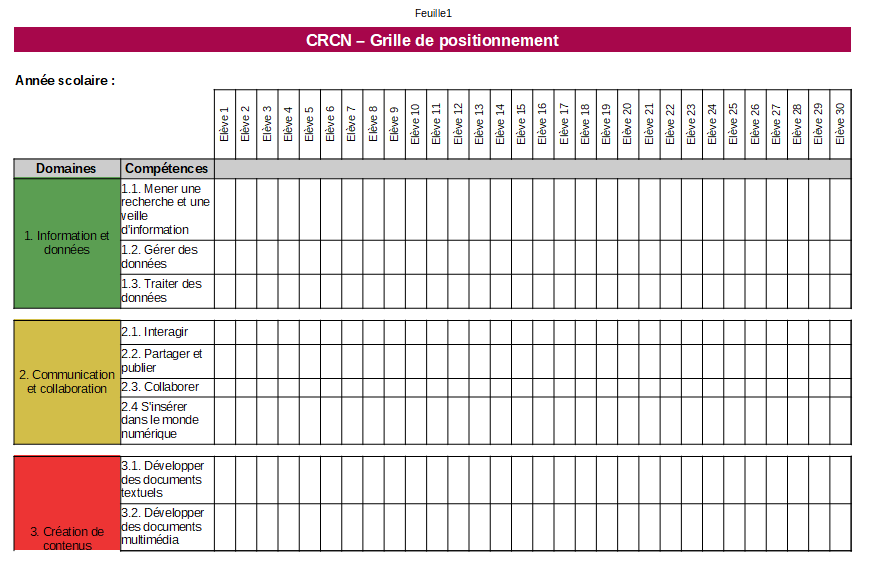 Feuille1
CRCN – Grille de positionnement
Année scolaire :
Elève 1
Elève 2
Elève 3
Elève 4
Elève 5
Elève 6
Elève 7
Elève 8
Elève 9
Elève 10
Elève 11
Elève 12
Elève 13
Elève 14
Elève 15
Elève 16
Elève 17
Elève 18
Elève 19
Elève 20
Elève 21
Elève 22
Elève 23
Elève 24
Elève 25
Elève 26
Elève 27
Elève 28
Elève 29
Elève 30
Domaines
Compétences
1. Information et
données
1.1. Mener une
recherche et une
veille
d'information
1.2. Gérer des
données
1.3. Traiter des
données
2. Communication
et collaboration
2.1. Interagir
2.2. Partager et
publier
2.3. Collaborer
2.4 S'insérer
dans le monde
numérique
3. Création de
contenus
3.1. Développer
des documents
textuels
3.2. Développer
des documents
multimédia